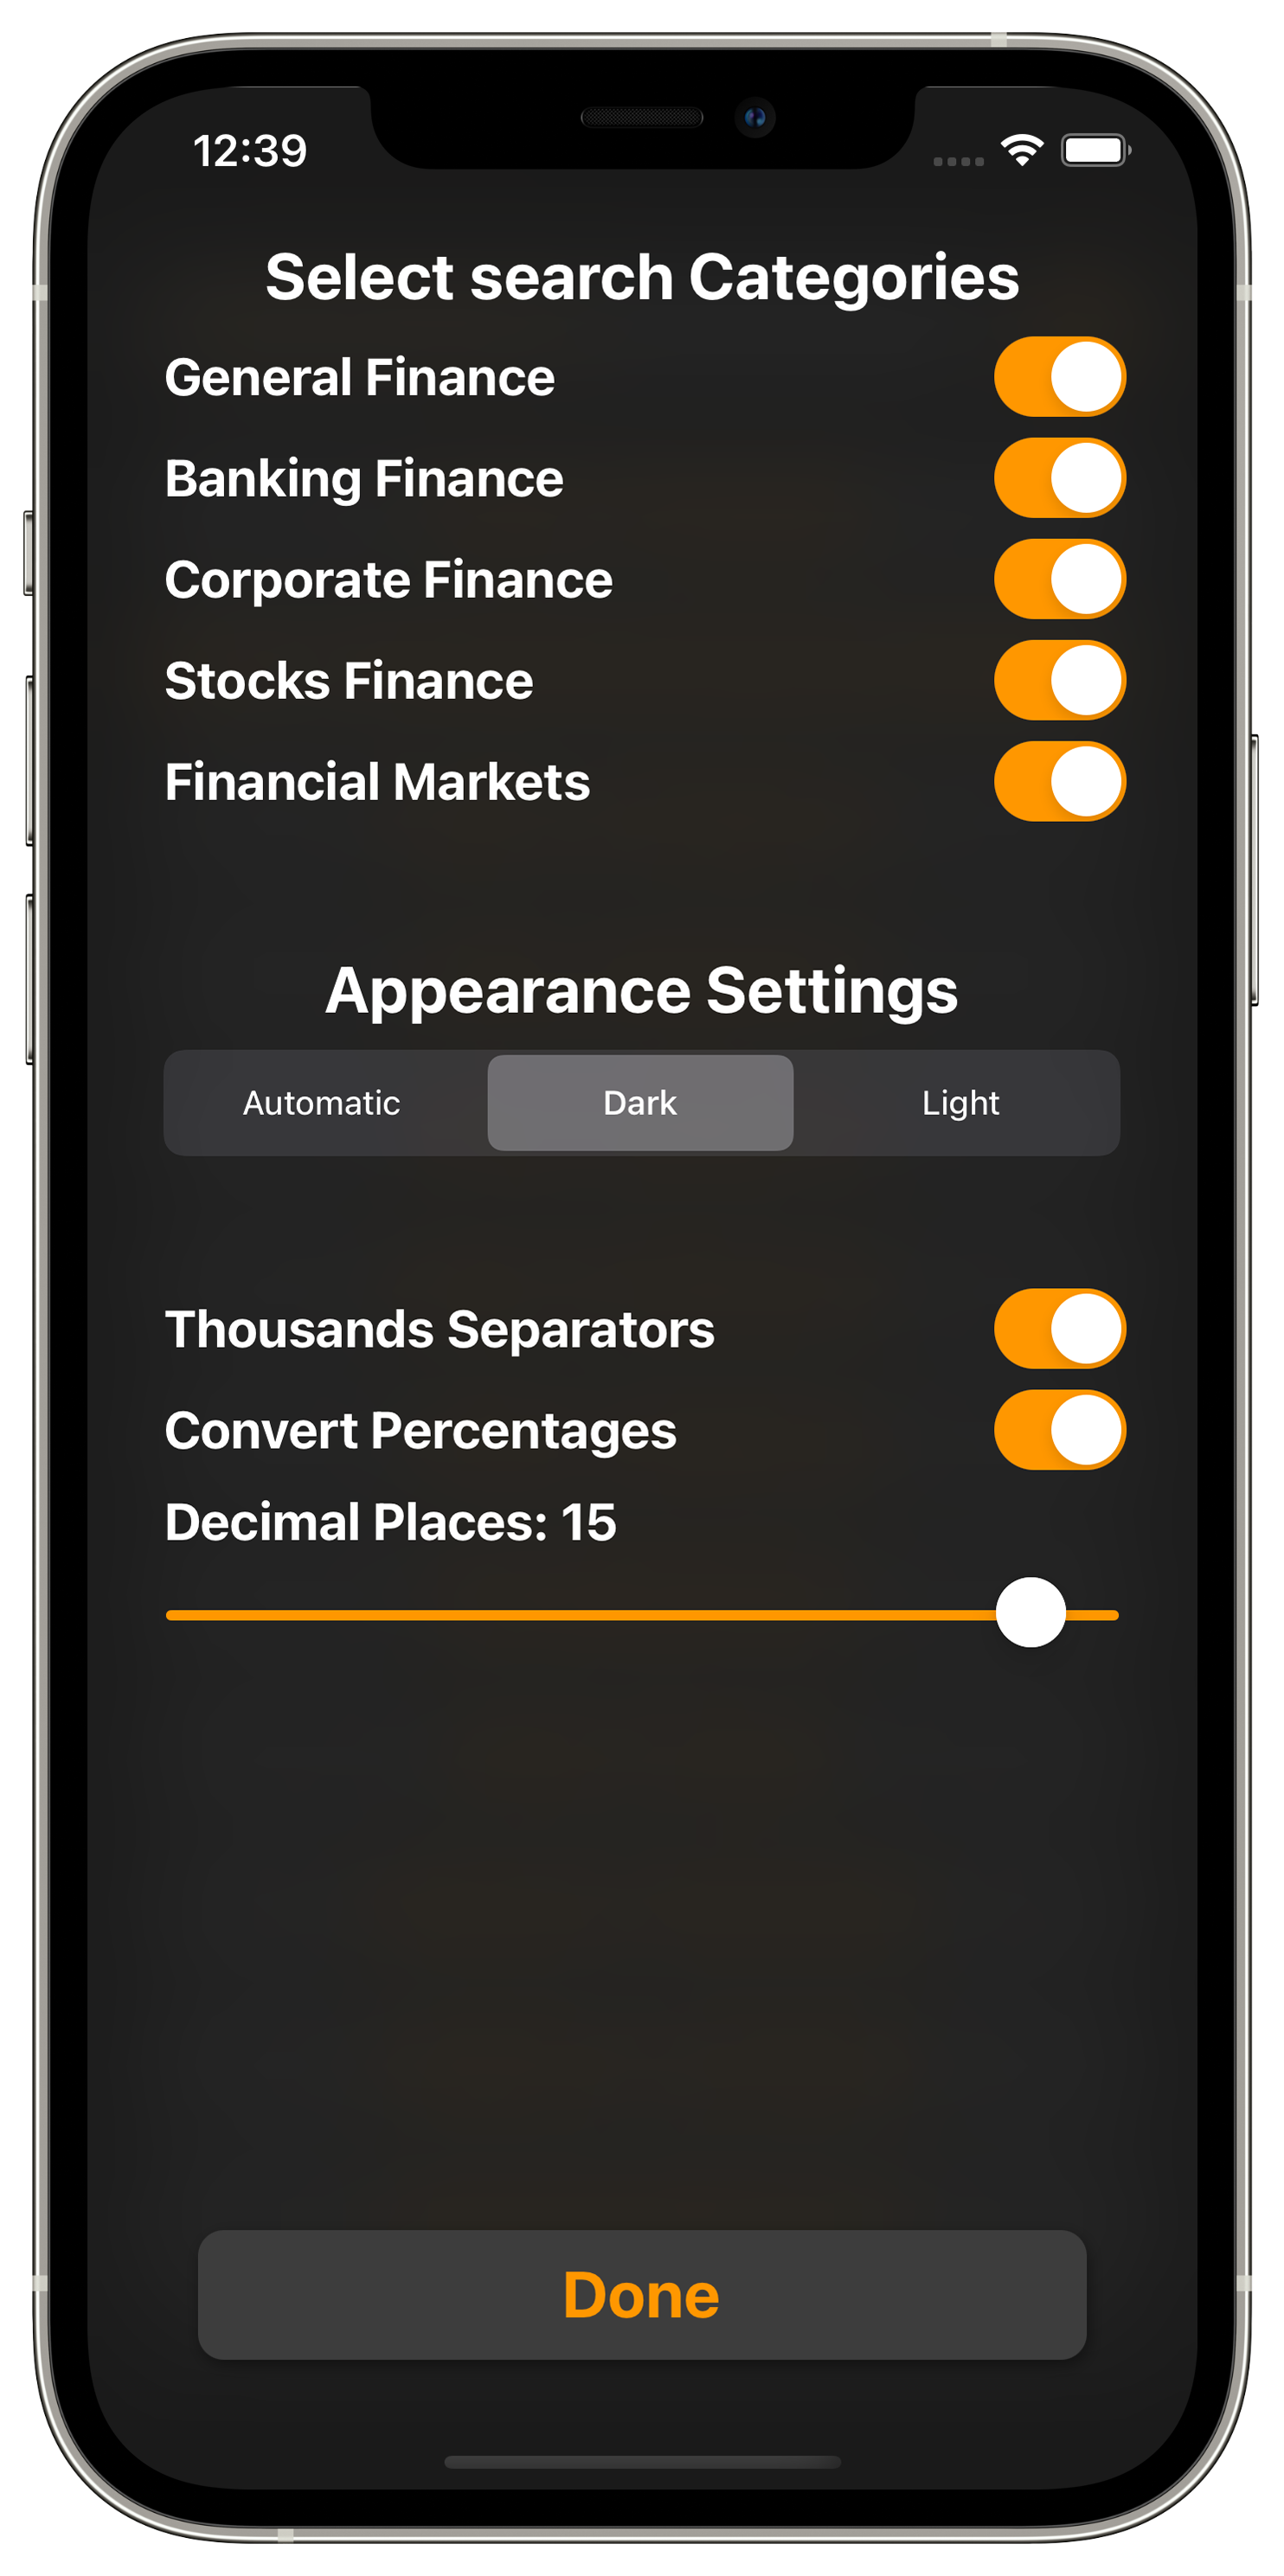 12:39
Select search Categories
General Finance
Banking Finance
Corporate Finance
Stocks Finance
Financial Markets
Appearance Settings
Automatic Dark Light
Thousands Separators
Convert Percentages
Decimal Places: 15
Done